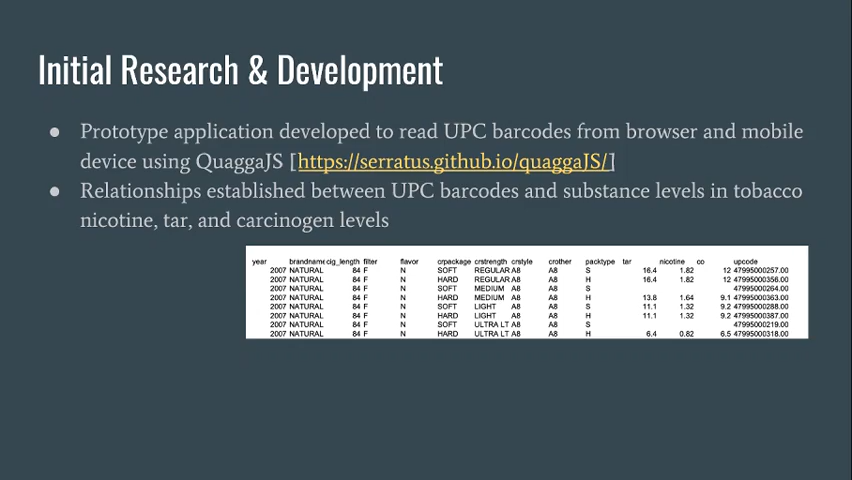 Initial Research & Development
● Prototype application developed to read UPC barcodes from browser and mobile
device using QuaggaJS [https://serratus.github.io/quaggaJS/]
● Relationships established between UPC barcodes and substance levels in tobacco
nicotine, tar, and carcinogen levels
year brandname cig_length filter flavor crpackage crstrength crstyle crother packtype tar nicotine co upcode
2007 NATURAL 84 F N SOFT REGULAR A8 A8 S 16.4 1.82 12 47995000257.00
2007 NATURAL 84 F N HARD REGULAR A8 A8 H 16.4 1.82 12 47995000356.00
2007 NATURAL 84 F N SOFT MEDIUM A8 A8 S 47995000264.00
2007 NATURAL 84 F N HARD MEDIUM A8 A8 H 13.8 1.64 9.1 47995000363.00
2007 NATURAL 84 F N SOFT LIGHT A8 A8 S 11.1 1.32 9.2 47995000288.00
2007 NATURAL 84 F N HARD LIGHT A8 A8 H 11.1 1.32 9.2 47995000387.00
2007 NATURAL 84 F N SOFT ULTRA LT A8 A8 S 47995000219.00
2007 NATURAL 84 F N HARD ULTRA LT A8 A8 H 6.4 0.82 6.5 47995000318.00